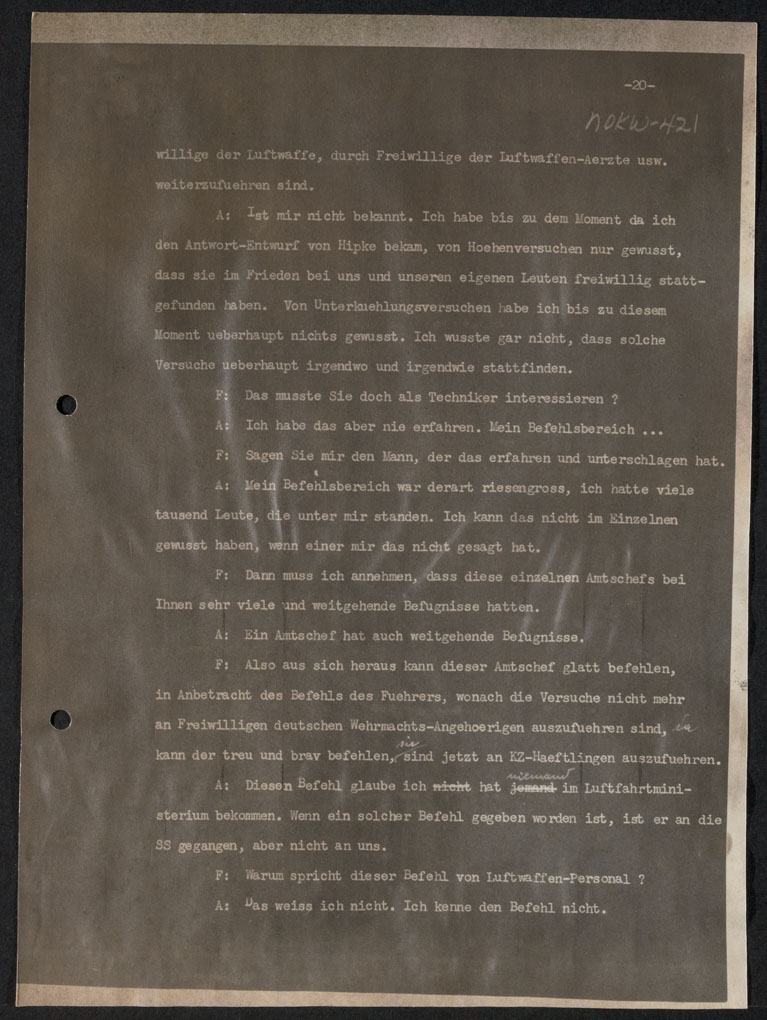 -20-
NOKW-421
willige der Luftwaffe, durch Freiwillige der Luftwaffen-Aerzte usw.
weiterzufuehren sind.
A: Ist mir nicht bekannt. Ich habe bis zu dem Moment da ich
den Antwort-Entwurf von Hipke bekam, von Hoehenversuchen nur gewusst,
dass sie im Frieden bei uns und unseren eigenen Leuten freiwillig statt-
gefunden haben. Von Unterkuehlungsversuchen habe ich bis zu diesem
Moment ueberhaupt nichts gewusst. Ich wusste gar nicht, dass solche
Versuche ueberhaupt irgendwo und irgendwie stattfinden.
F: Das musste Sie doch als Techniker interessieren ?
A: Ich habe das aber nie erfahren. Mein Befehlsbereich ...
F: Sagen Sie mir den Mann, der das erfahren und unterschlagen hat.
A: Mein Befehlsbereich war derart riesengross, ich hatte viele
tausend Leute, die unter mir standen. Ich kann das nicht im Einzelnen
gewusst haben, wenn einer mir das nicht gesagt hat.
F: Dann muss ich annehmen, dass diese einzelnen Amtschefs bei
Ihnen sehr viele und weitgehende Befugnisse hatten.
A: Ein Amtschef hat auch weitgehende Befugnisse.
F: Also aus sich heraus kann dieser Amtschef glatt befehlen,
in Anbetracht des Befehls des Fuehrers, wonach die Versuche nicht mehr
an Freiwilligen deutschen Wehrmachts-Angehoerigen auszufuehren sind,
kann der treu und brav befehlen, sie sind jetzt an KZ-Haeftlingen auszufuehren.
A: Diesen Befehl glaube ich nicht hat jemand niemand im Luftfahrtmini-
sterium bekommen. Wenn ein solcher Befehl gegeben worden ist, ist er an die
SS gegangen, aber nicht an uns.
F: Warum spricht dieser Befehl von Luftwaffen-Personal ?
A: Das weiss ich nicht. Ich kenne den Befehl nicht.